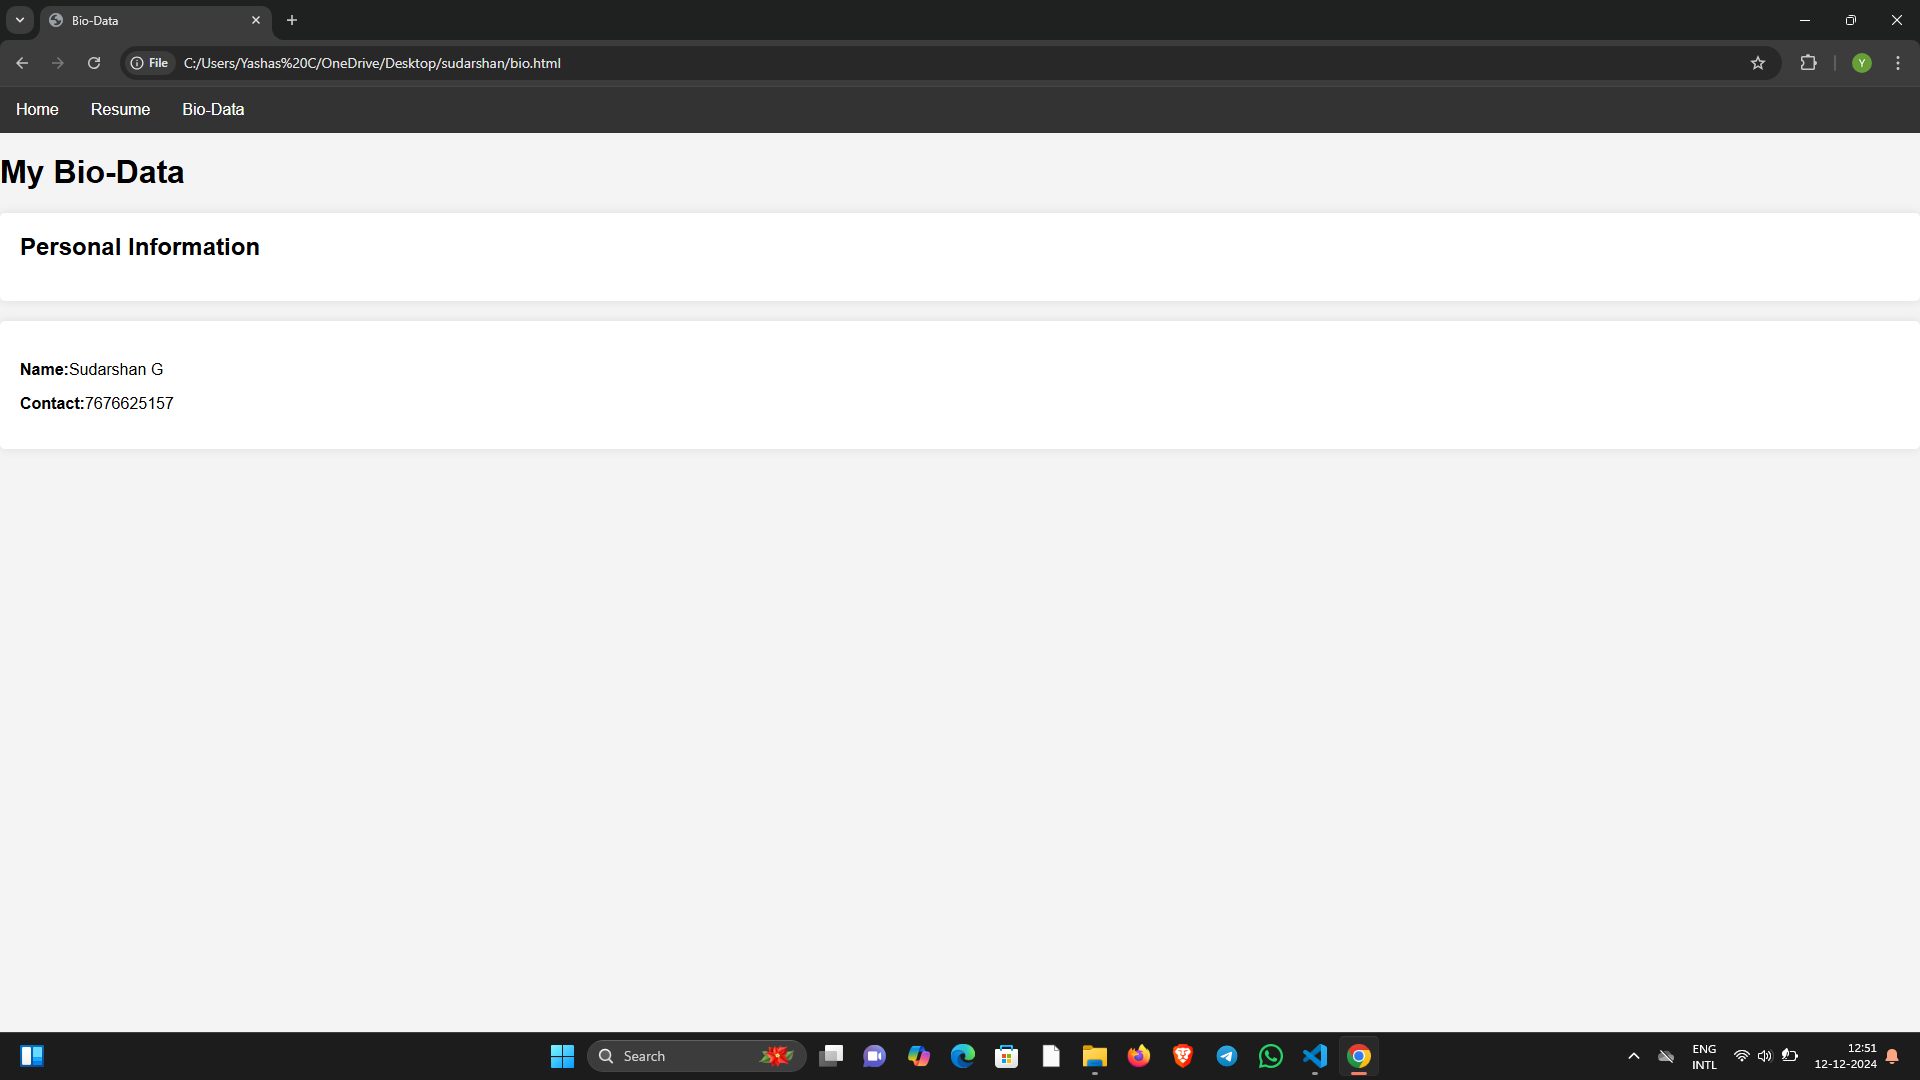 Bio-Data
File C:/Users/Yashas%20C/OneDrive/Desktop/sudarshan/bio.html
Y
Home Resume Bio-Data
My Bio-Data
Personal Information
Name:Sudarshan G
Contact:7676625157
Search
ENG
INTL
12:51
12-12-2024